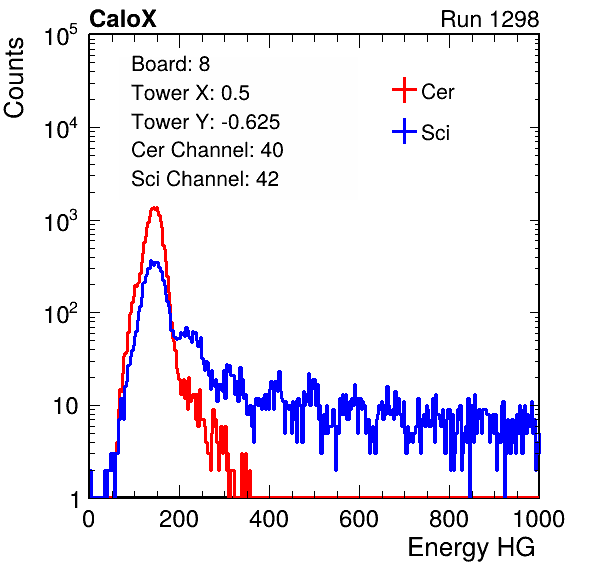 CaloX Run 1298
Counts
10^5
10^4
10^3
10^2
10
1
Board: 8
Tower X: 0.5
Tower Y: -0.625
Cer Channel: 40
Sci Channel: 42
Cer
Sci
0 200 400 600 800 1000
Energy HG